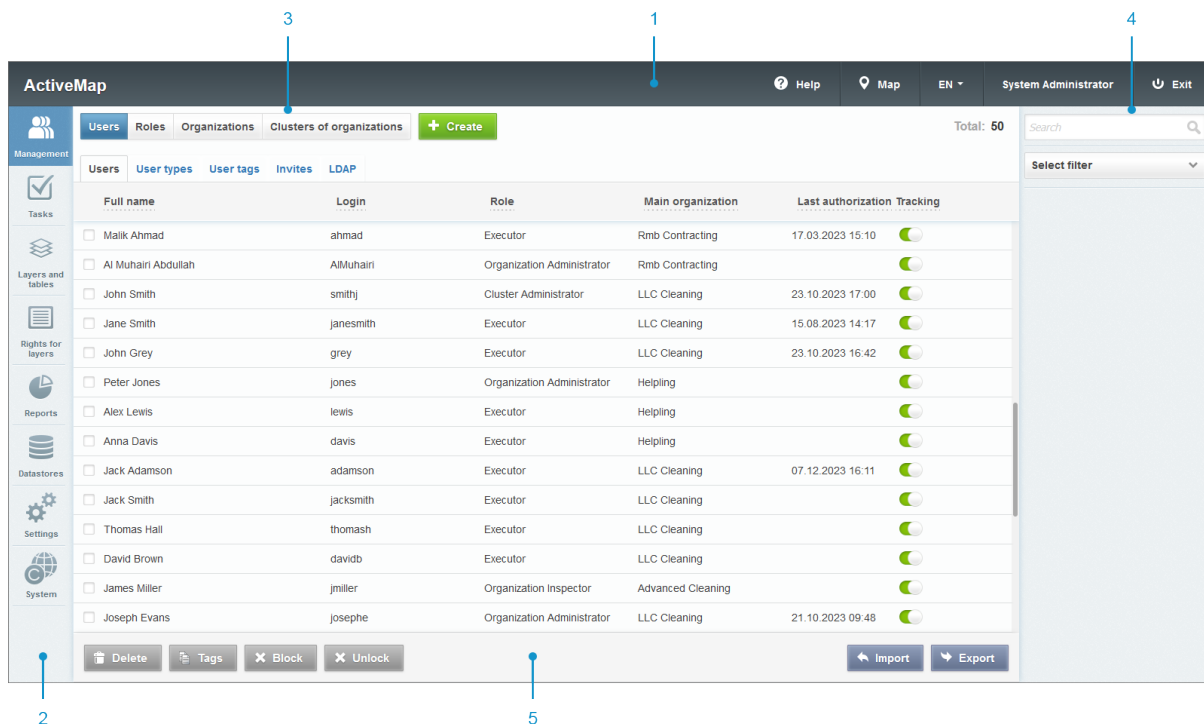 3 1 4
ActiveMap Help Map EN System Administrator Exit
Management
Tasks
Layers and
tables
Rights for
layers
Reports
Datastores
Settings
System
Users Roles Organizations Clusters of organizations Create Total: 50
Users User types User tags Invites LDAP
Full name Login Role Main organization Last authorization Tracking
Malik Ahmad ahmad Executor Rmb Contracting 17.03.2023 15:10
Al Muhairi Abdullah AlMuhairi Organization Administrator Rmb Contracting
John Smith smithj Cluster Administrator LLC Cleaning 23.10.2023 17:00
Jane Smith janesmith Executor LLC Cleaning 15.08.2023 14:17
John Grey grey Executor LLC Cleaning 23.10.2023 16:42
Peter Jones jones Organization Administrator Helpling
Alex Lewis lewis Executor Helpling
Anna Davis davis Executor Helpling
Jack Adamson adamson Executor LLC Cleaning 07.12.2023 16:11
Jack Smith jacksmith Executor LLC Cleaning
Thomas Hall thomash Executor LLC Cleaning
David Brown davidb Executor LLC Cleaning
James Miller jmiller Organization Inspector Advanced Cleaning
Joseph Evans josephe Organization Administrator LLC Cleaning 21.10.2023 09:48
Delete Tags Block Unlock Import Export
Search
Select filter
2 5